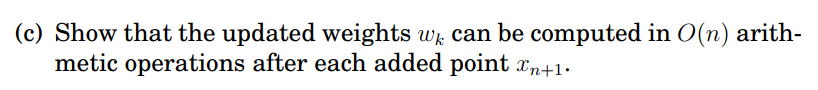 (c) Show that the updated weights $w_k$ can be computed in $O(n)$ arith-
metic operations after each added point $x_{n+1}$.